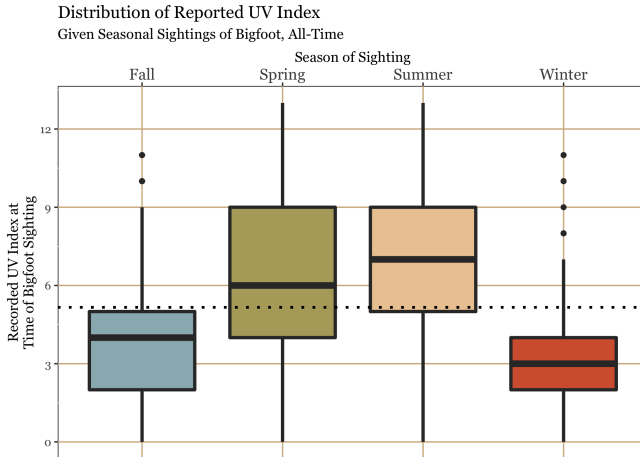 Distribution of Reported UV Index
Given Seasonal Sightings of Bigfoot, All-Time
Season of Sighting
Fall Spring Summer Winter
Recorded UV Index at
Time of Bigfoot Sighting
12
9
6
3
0